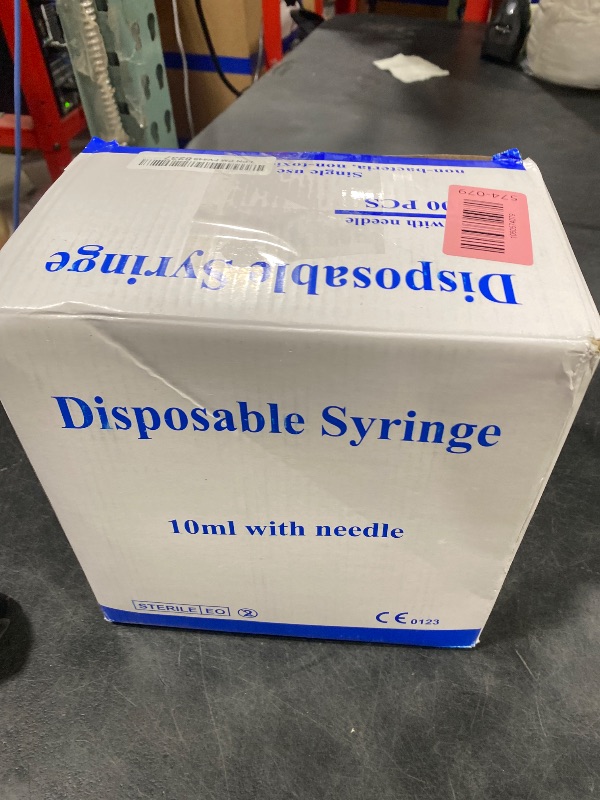 Disposable Syringe
10ml with needle
STERILE EO 2
CE 0123
Disposable Syringe
with needle
00 PCS
Single use
non-bacteria, non-toxic
574-079